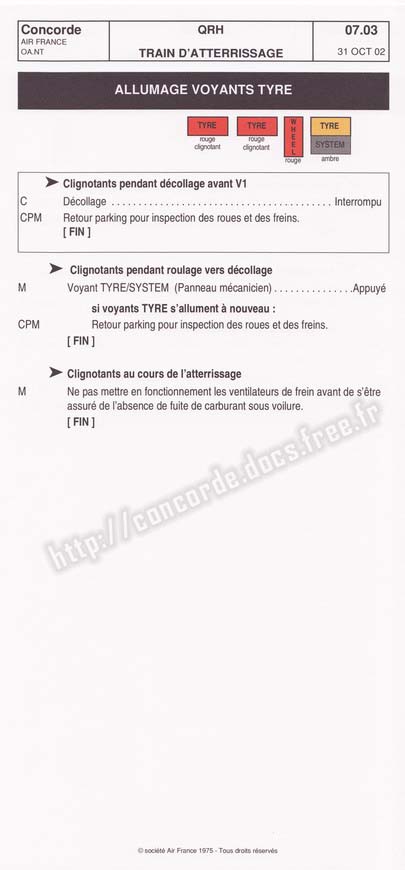 Concorde QRH 07.03
AIR FRANCE
OA.NT TRAIN D'ATTERRISSAGE 31 OCT 02
ALLUMAGE VOYANTS TYRE
TYRE TYRE WHEEL TYRE
SYSTEM
rouge clignotant rouge clignotant rouge ambre
➤ Clignotants pendant décollage avant V1
C Décollage . . . . . . . . . . . . . . . . . . . . . . . . . . . . . . . . . . . . . . . . Interrompu
CPM Retour parking pour inspection des roues et des freins.
[ FIN ]
➤ Clignotants pendant roulage vers décollage
M Voyant TYRE/SYSTEM (Panneau mécanicien) . . . . . . . . . . . . . . . Appuyé
si voyants TYRE s'allument à nouveau :
CPM Retour parking pour inspection des roues et des freins.
[ FIN ]
➤ Clignotants au cours de l'atterrissage
M Ne pas mettre en fonctionnement les ventilateurs de frein avant de s'être
assuré de l'absence de fuite de carburant sous voilure.
[ FIN ]
http://concorde.docs.free.fr
© société Air France 1975 - Tous droits réservés